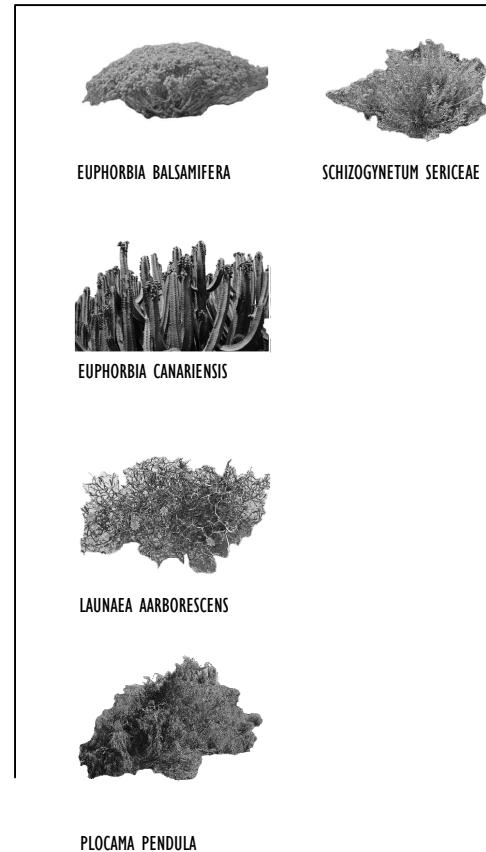 EUPHORBIA BALSAMIFERA
SCHIZOGYNETUM SERICEAE
EUPHORBIA CANARIENSIS
LAUNAEA AARBORESCENS
PLOCAMA PENDULA